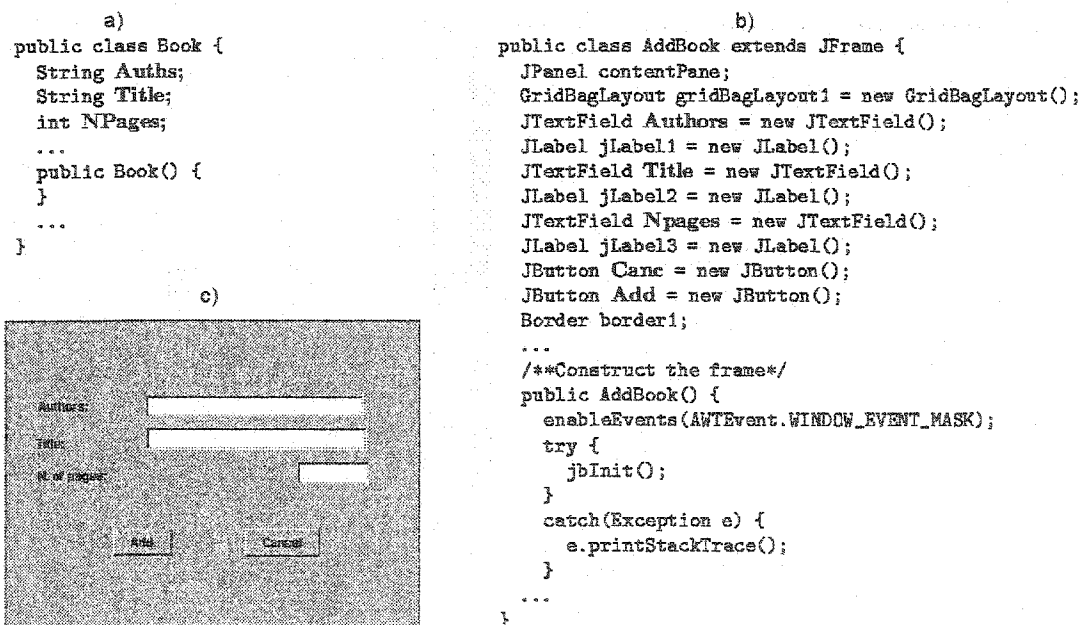 a)
public class Book {
String Auths;
String Title;
int NPages;
...
public Book() {
}
...
}
b)
public class AddBook extends JFrame {
JPanel contentPane;
GridBagLayout gridBagLayout1 = new GridBagLayout();
JTextField Authors = new JTextField();
JLabel jLabel1 = new JLabel();
JTextField Title = new JTextField();
JLabel jLabel2 = new JLabel();
JTextField Npages = new JTextField();
JLabel jLabel3 = new JLabel();
JButton Canc = new JButton();
JButton Add = new JButton();
Border border1;
...
/**Construct the frame*/
public AddBook() {
enableEvents(AWTEvent.WINDOW_EVENT_MASK);
try {
jbInit();
}
catch(Exception e) {
e.printStackTrace();
}
...
}
c)
Authors:
Title:
N. of pages:
Add
Cancel